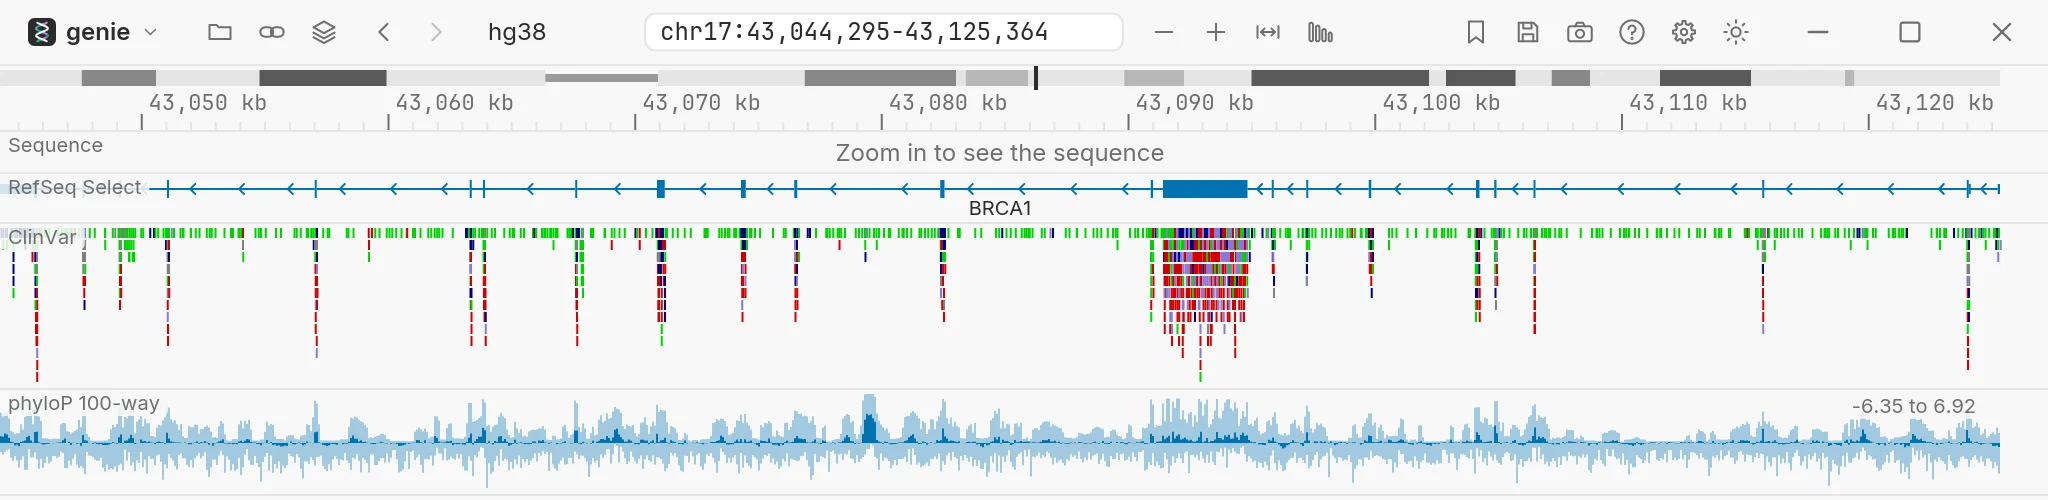 genie hg38 chr17:43,044,295-43,125,364
43,050 kb 43,060 kb 43,070 kb 43,080 kb 43,090 kb 43,100 kb 43,110 kb 43,120 kb
Sequence
Zoom in to see the sequence
RefSeq Select
BRCA1
ClinVar
phyloP 100-way
-6.35 to 6.92